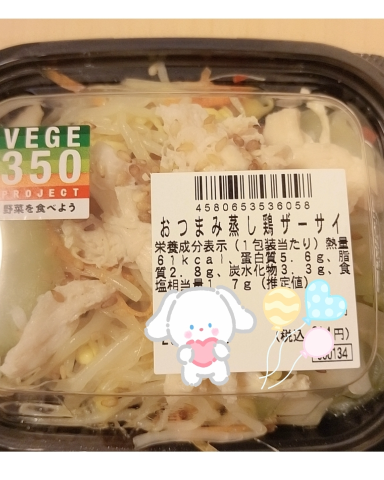 VEGE
350
PROJECT
野菜を食べよう
4580653536058
おつまみ蒸し鶏ザーサイ
栄養成分表示(1包装当たり)熱量
61kcal、蛋白質5.6g、脂
質2.8g、炭水化物3.3g、食
塩相当量1.7g(推定値)
(税込 円)